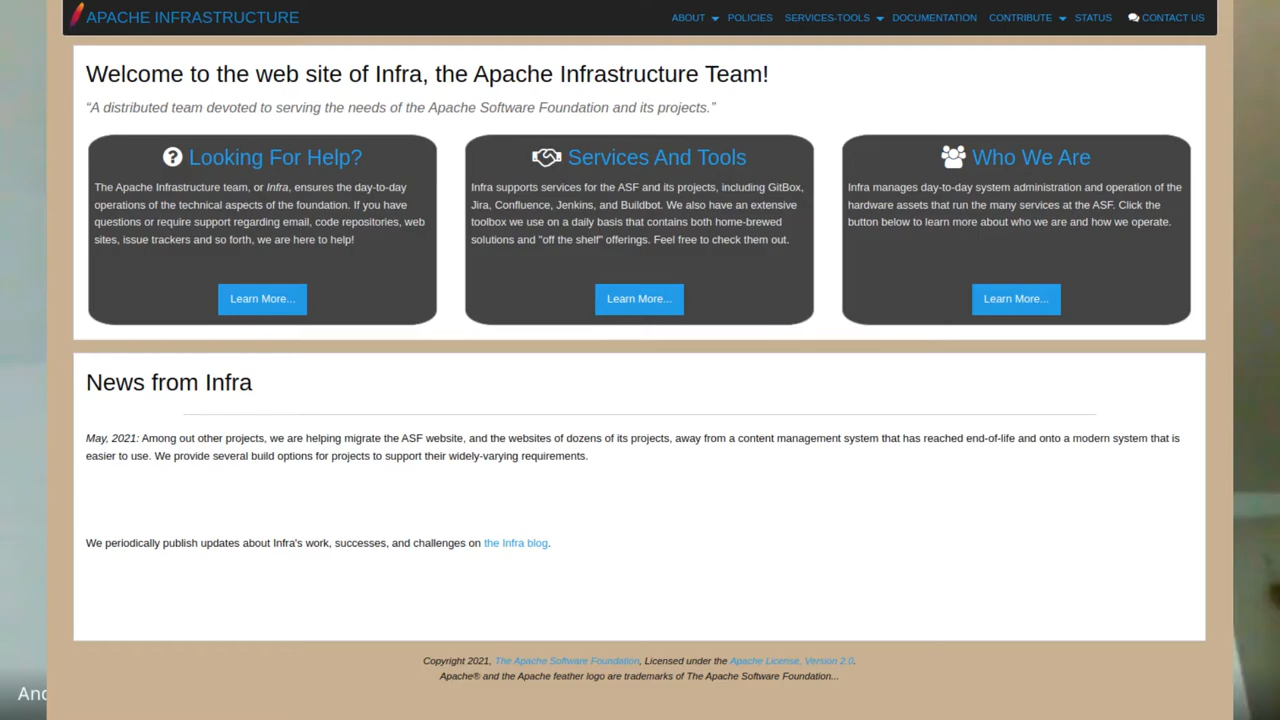 APACHE INFRASTRUCTURE
ABOUT POLICIES SERVICES-TOOLS DOCUMENTATION CONTRIBUTE STATUS CONTACT US
Welcome to the web site of Infra, the Apache Infrastructure Team!
“A distributed team devoted to serving the needs of the Apache Software Foundation and its projects.”
Looking For Help?
The Apache Infrastructure team, or Infra, ensures the day-to-day
operations of the technical aspects of the foundation. If you have
questions or require support regarding email, code repositories, web
sites, issue trackers and so forth, we are here to help!
Learn More...
Services And Tools
Infra supports services for the ASF and its projects, including GitBox,
Jira, Confluence, Jenkins, and Buildbot. We also have an extensive
toolbox we use on a daily basis that contains both home-brewed
solutions and "off the shelf" offerings. Feel free to check them out.
Learn More...
Who We Are
Infra manages day-to-day system administration and operation of the
hardware assets that run the many services at the ASF. Click the
button below to learn more about who we are and how we operate.
Learn More...
News from Infra
May, 2021: Among out other projects, we are helping migrate the ASF website, and the websites of dozens of its projects, away from a content management system that has reached end-of-life and onto a modern system that is
easier to use. We provide several build options for projects to support their widely-varying requirements.
We periodically publish updates about Infra's work, successes, and challenges on the Infra blog.
Copyright 2021, The Apache Software Foundation, Licensed under the Apache License, Version 2.0.
Apache® and the Apache feather logo are trademarks of The Apache Software Foundation...